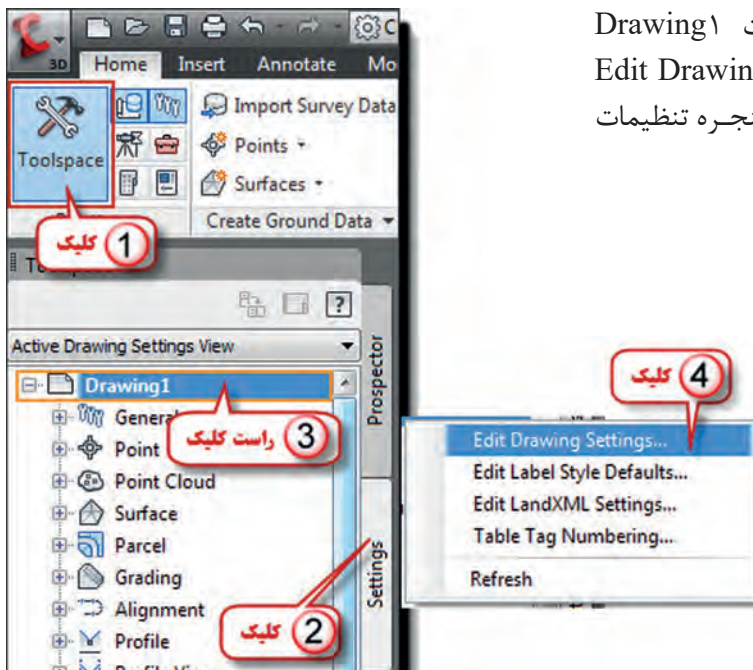 ت Drawing۱
Edit Drawin
نجـره تنظیمات
3D
Home Insert Annotate Mo
Toolspace
Import Survey Data
Points
Surfaces
Create Ground Data
1 کلیک
Active Drawing Settings View
Prospector
Settings
Drawing1
General
3 راست کلیک
Point
Point Cloud
Surface
Parcel
Grading
Alignment
Profile
2 کلیک
4 کلیک
Edit Drawing Settings...
Edit Label Style Defaults...
Edit LandXML Settings...
Table Tag Numbering...
Refresh